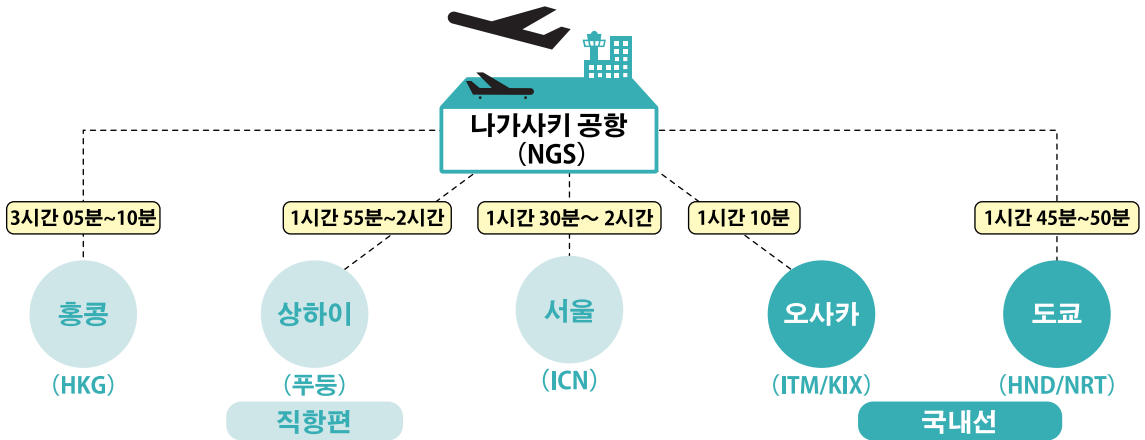 나가사키 공항
(NGS)
3시간 05분~10분
1시간 55분~2시간
1시간 30분~ 2시간
1시간 10분
1시간 45분~50분
홍콩
상하이
서울
오사카
도쿄
(HKG)
(푸둥)
(ICN)
(ITM/KIX)
(HND/NRT)
직항편
국내선